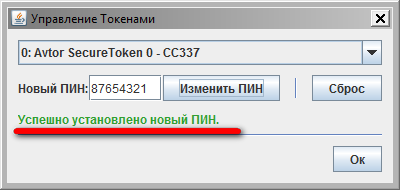 Управление Токенами
0: Avtor SecureToken 0 - CC337
Новый ПИН: 87654321 Изменить ПИН Сброс
Успешно установлено новый ПИН.
Ок